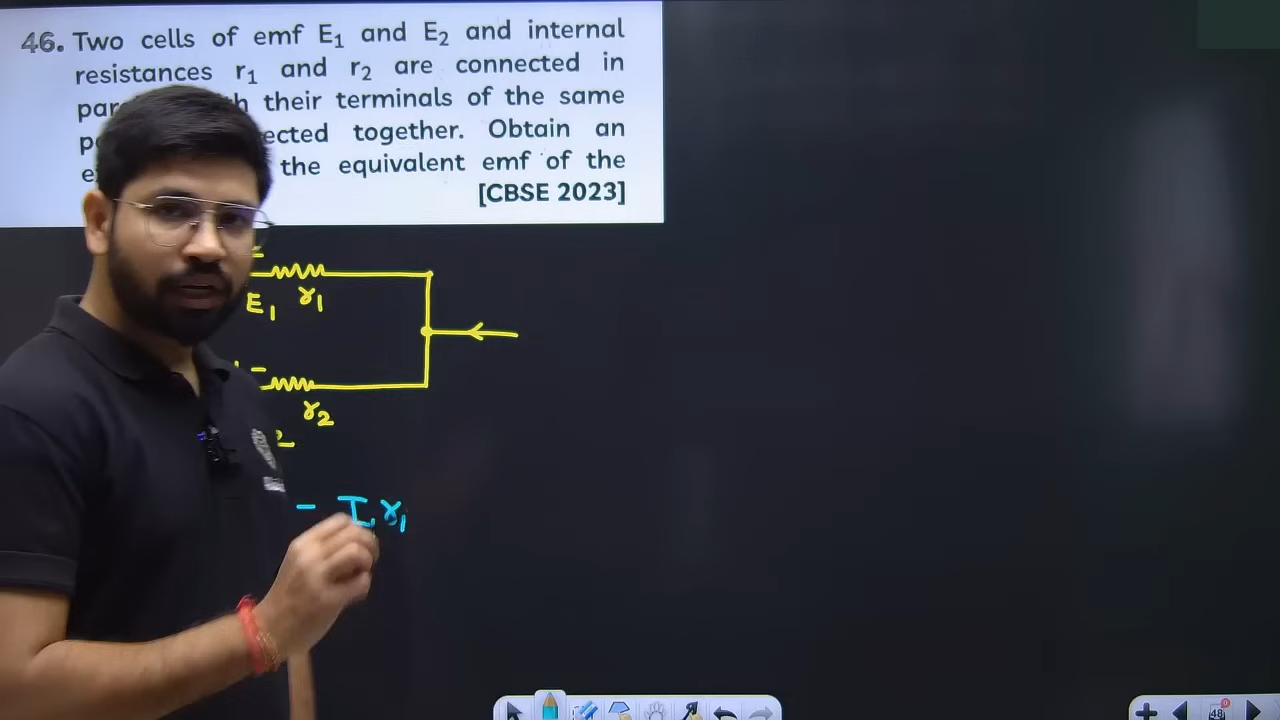 46. Two cells of emf E₁ and E₂ and internal
resistances r₁ and r₂ are connected in
their terminals of the same
together. Obtain an
the equivalent emf of the
[CBSE 2023]
E₁ r₁
-
r₂
- I₁r₁
48